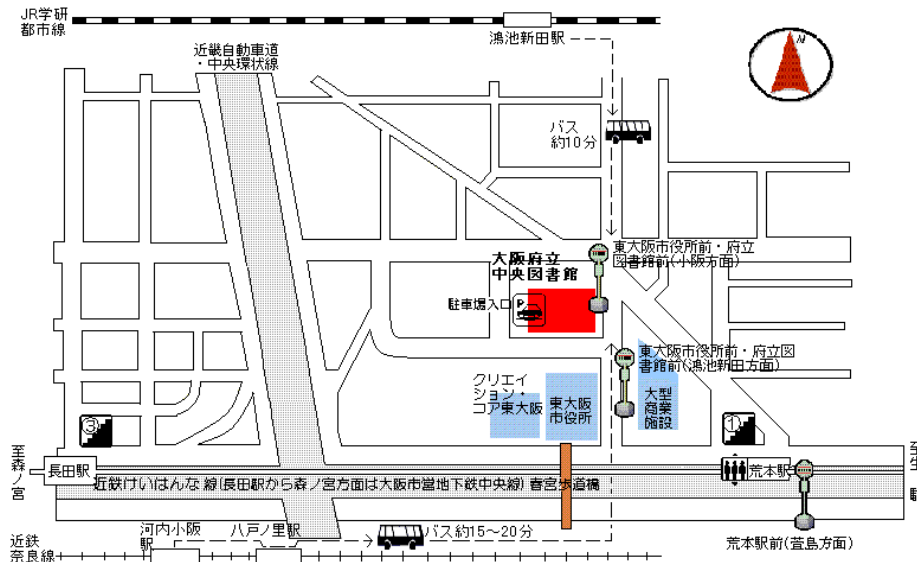 JR学研
都市線
鴻池新田駅
近畿自動車道
・中央環状線
N
バス
約10分
大阪府立
中央図書館
東大阪市役所前・府立
図書館前(小阪方面)
駐車場入口
P
東大阪市役所前・府立図
書館前(鴻池新田方面)
クリエイ
ション・
コア東大阪
東大阪
市役所
大型
商業
施設
③
①
至森ノ宮
長田駅
荒本駅
至生駒
近鉄けいはんな線(長田駅から森ノ宮方面は大阪市営地下鉄中央線)
春宮歩道橋
河内小阪
駅
八戸ノ里駅
バス約15～20分
荒本駅前(萱島方面)
近鉄
奈良線